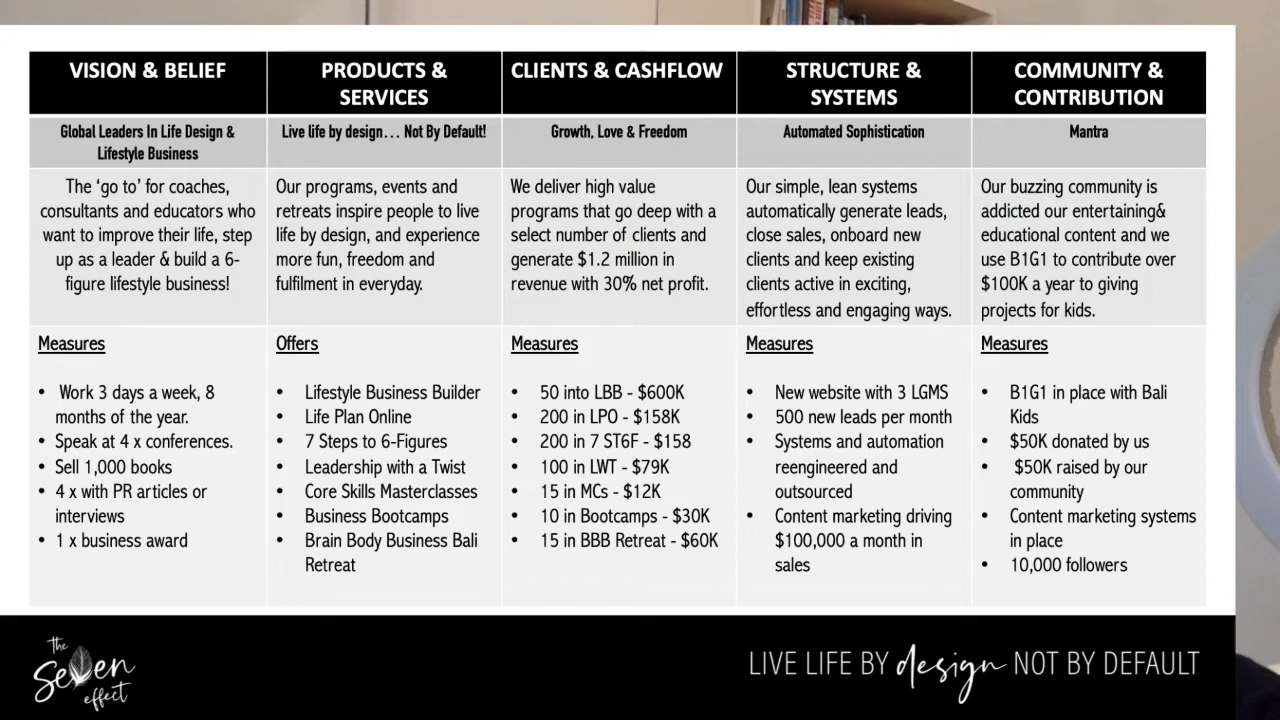 VISION & BELIEF
PRODUCTS &
SERVICES
CLIENTS & CASHFLOW
STRUCTURE &
SYSTEMS
COMMUNITY &
CONTRIBUTION
Global Leaders In Life Design &
Lifestyle Business
Live life by design... Not By Default!
Growth, Love & Freedom
Automated Sophistication
Mantra
The ‘go to’ for coaches,
consultants and educators who
want to improve their life, step
up as a leader & build a 6-
figure lifestyle business!
Our programs, events and
retreats inspire people to live
life by design, and experience
more fun, freedom and
fulfilment in everyday.
We deliver high value
programs that go deep with a
select number of clients and
generate $1.2 million in
revenue with 30% net profit.
Our simple, lean systems
automatically generate leads,
close sales, onboard new
clients and keep existing
clients active in exciting,
effortless and engaging ways.
Our buzzing community is
addicted our entertaining&
educational content and we
use B1G1 to contribute over
$100K a year to giving
projects for kids.
Measures
• Work 3 days a week, 8
months of the year.
• Speak at 4 x conferences.
• Sell 1,000 books
• 4 x with PR articles or
interviews
• 1 x business award
Offers
• Lifestyle Business Builder
• Life Plan Online
• 7 Steps to 6-Figures
• Leadership with a Twist
• Core Skills Masterclasses
• Business Bootcamps
• Brain Body Business Bali
Retreat
Measures
• 50 into LBB - $600K
• 200 in LPO - $158K
• 200 in 7 ST6F - $158
• 100 in LWT - $79K
• 15 in MCs - $12K
• 10 in Bootcamps - $30K
• 15 in BBB Retreat - $60K
Measures
• New website with 3 LGMS
• 500 new leads per month
• Systems and automation
reengineered and
outsourced
• Content marketing driving
$100,000 a month in
sales
Measures
• B1G1 in place with Bali
Kids
• $50K donated by us
• $50K raised by our
community
• Content marketing systems
in place
• 10,000 followers
the
Seven
effect
LIVE LIFE BY design NOT BY DEFAULT